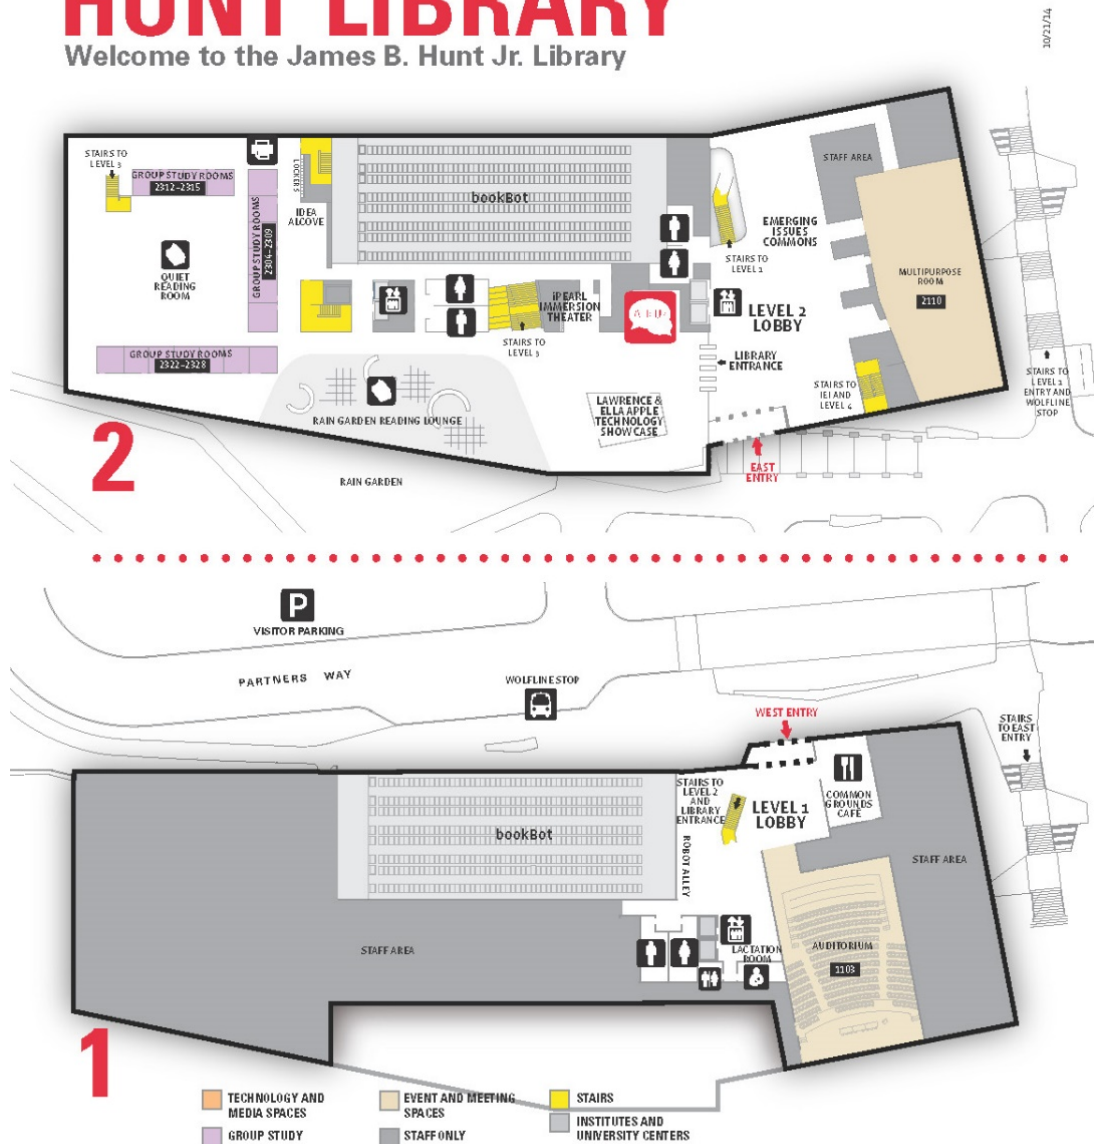 HUNT LIBRARY
Welcome to the James B. Hunt Jr. Library
10/21/14
STAIRS TO
LEVEL 3
GROUP STUDY ROOMS
2312-2315
LOCKERS
IDEA
ALCOVE
GROUP STUDY ROOMS
2304-2309
QUIET
READING
ROOM
GROUP STUDY ROOMS
2322-2328
bookBot
iPEARL
IMMERSION
THEATER
STAIRS TO
LEVEL 3
RAIN GARDEN READING LOUNGE
RAIN GARDEN
LAWRENCE &
ELLA APPLE
TECHNOLOGY
SHOWCASE
STAIRS TO
LEVEL 1
EMERGING
ISSUES
COMMONS
STAFF AREA
MULTIPURPOSE
ROOM
2110
LEVEL 2
LOBBY
LIBRARY
ENTRANCE
STAIRS TO
IEI AND
LEVEL 4
EAST
ENTRY
STAIRS TO
LEVEL 1
ENTRY AND
WOLFLINE
STOP
2
P
VISITOR PARKING
PARTNERS WAY
WOLFLINE STOP
WEST ENTRY
STAIRS
TO EAST
ENTRY
STAIRS TO
LEVEL 2
AND
LIBRARY
ENTRANCE
LEVEL 1
LOBBY
COMMON
GROUNDS
CAFÉ
bookBot
ROBOT ALLEY
STAFF AREA
STAFF AREA
LACTATION
ROOM
AUDITORIUM
1103
1
TECHNOLOGY AND
MEDIA SPACES
GROUP STUDY
EVENT AND MEETING
SPACES
STAFF ONLY
STAIRS
INSTITUTES AND
UNIVERSITY CENTERS